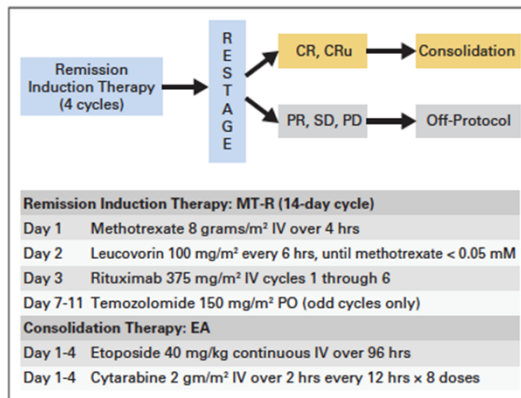 Remission
Induction Therapy
(4 cycles)
RESTAGE
CR, CRu
Consolidation
PR, SD, PD
Off-Protocol
Remission Induction Therapy: MT-R (14-day cycle)
Day 1 Methotrexate 8 grams/m² IV over 4 hrs
Day 2 Leucovorin 100 mg/m² every 6 hrs, until methotrexate < 0.05 mM
Day 3 Rituximab 375 mg/m² IV cycles 1 through 6
Day 7-11 Temozolomide 150 mg/m² PO (odd cycles only)
Consolidation Therapy: EA
Day 1-4 Etoposide 40 mg/kg continuous IV over 96 hrs
Day 1-4 Cytarabine 2 gm/m² IV over 2 hrs every 12 hrs × 8 doses